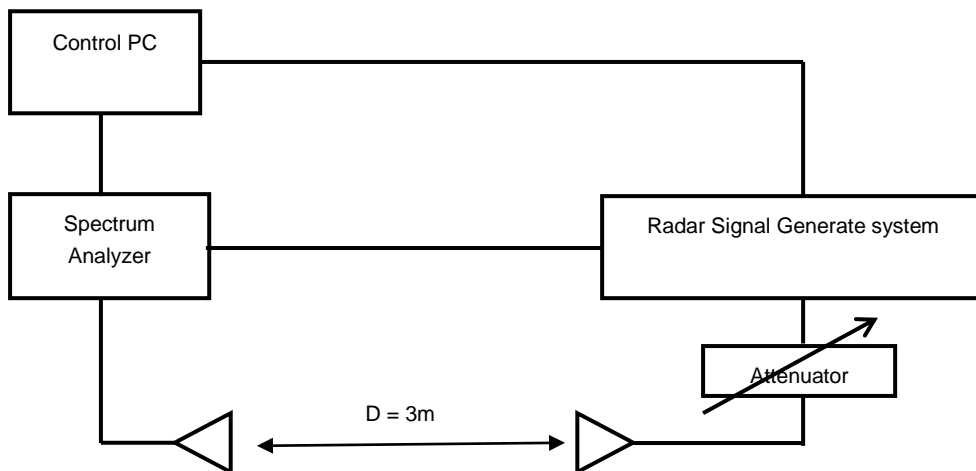 Control PC
Spectrum
Analyzer
Radar Signal Generate system
Attenuator
D = 3m